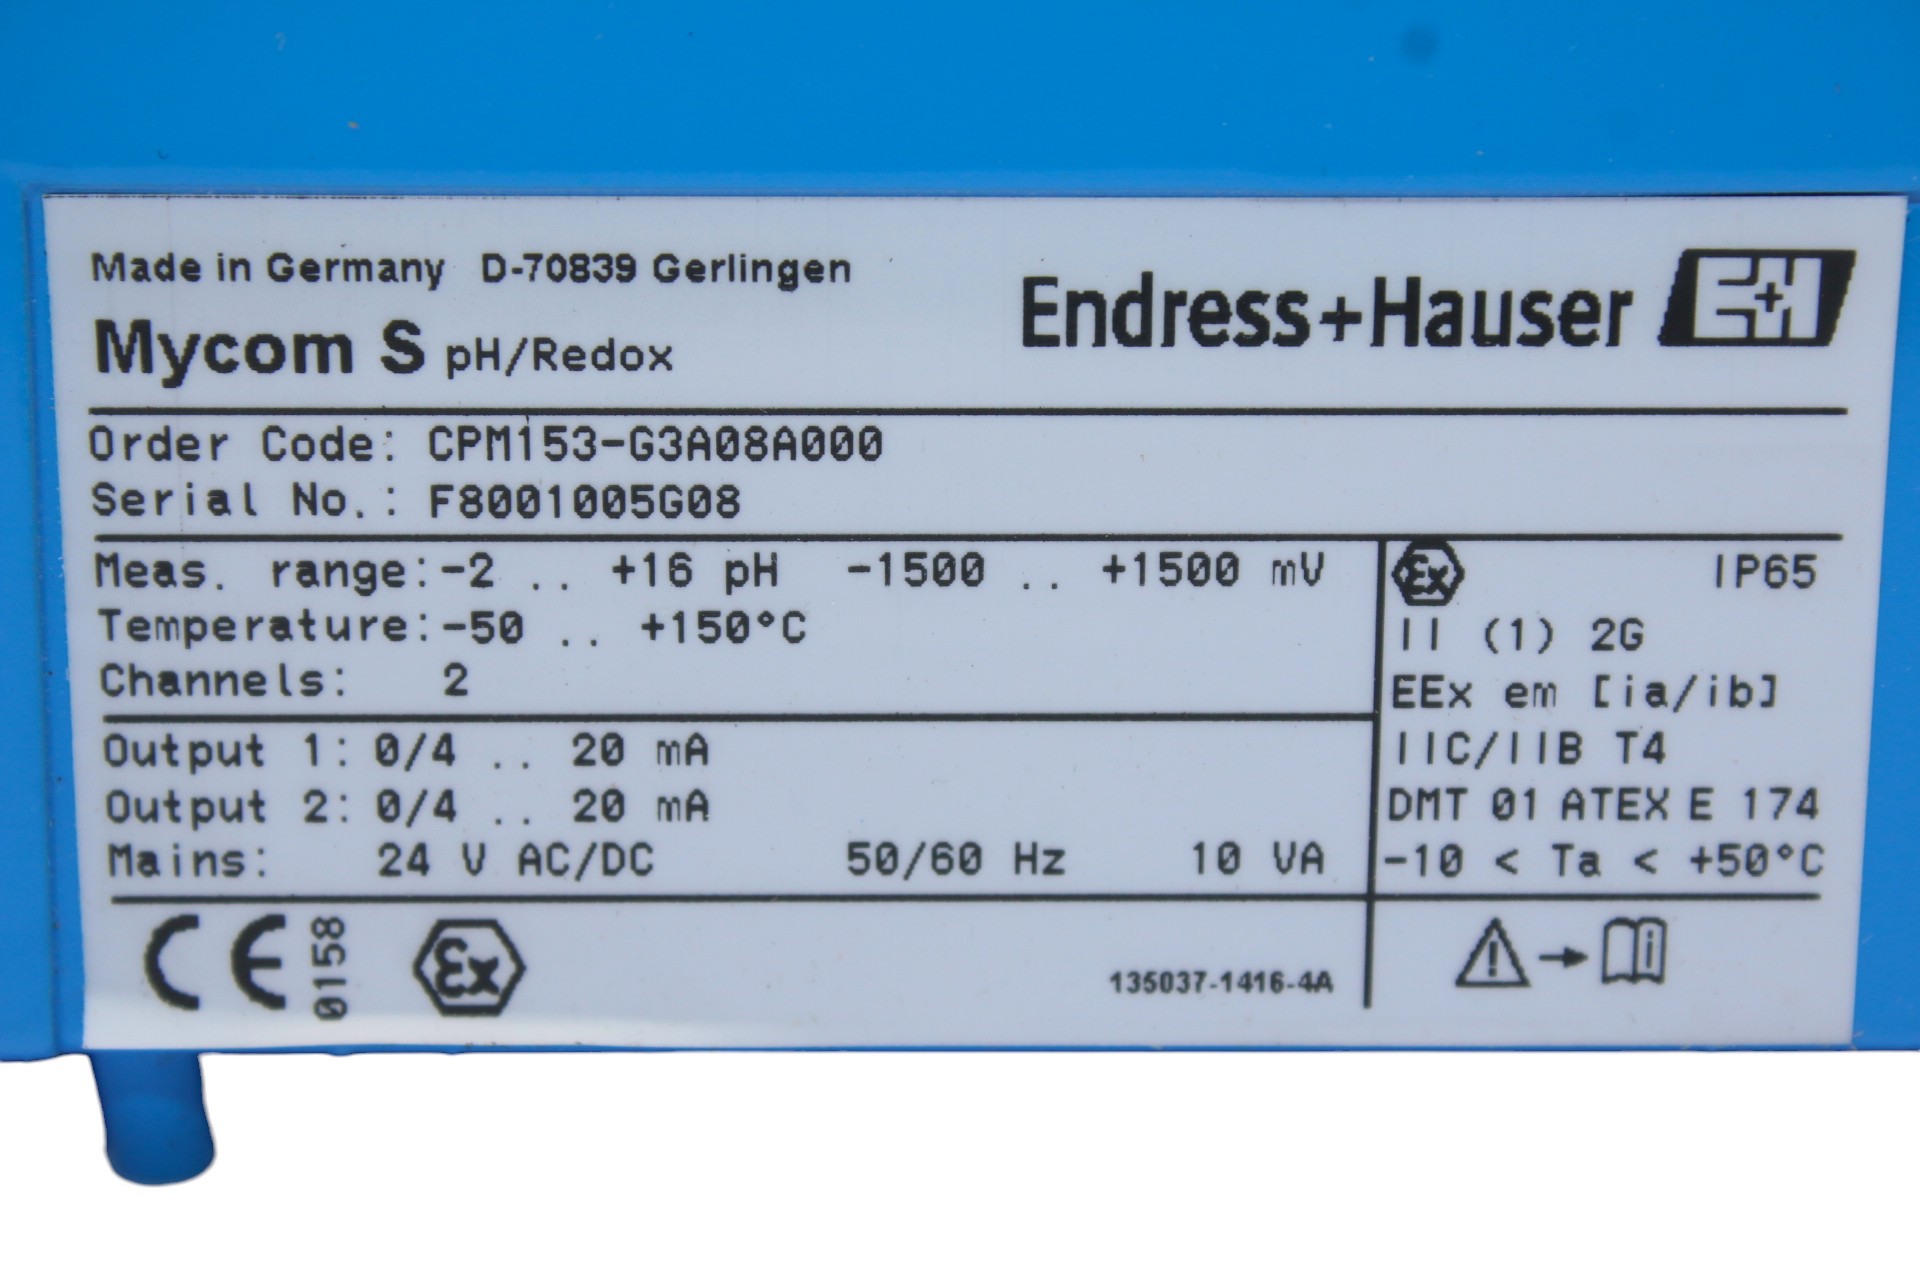 Made in Germany D-70839 Gerlingen
Endress+Hauser E+H
Mycom S pH/Redox
Order Code: CPM153-G3A08A000
Serial No.: F8001005G08
Meas. range:-2 .. +16 pH -1500 .. +1500 mV
Temperature:-50 .. +150°C
Channels: 2
Output 1: 0/4 .. 20 mA
Output 2: 0/4 .. 20 mA
Mains: 24 V AC/DC 50/60 Hz 10 VA
Ex IP65
II (1) 2G
EEx em [ia/ib]
IIC/IIB T4
DMT 01 ATEX E 174
-10 < Ta < +50°C
CE 0158 Ex
135037-1416-4A